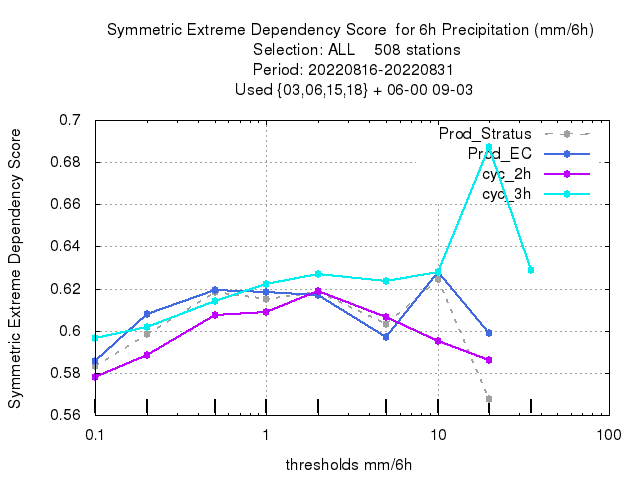 Symmetric Extreme Dependency Score  for 6h Precipitation (mm/6h)
Selection: ALL    508 stations
Period: 20220816-20220831
Used {03,06,15,18} + 06-00 09-03
Symmetric Extreme Dependency Score
0.7
0.68
0.66
0.64
0.62
0.6
0.58
0.56
Prod_Stratus
Prod_EC
cyc_2h
cyc_3h
0.1 1 10 100
thresholds mm/6h